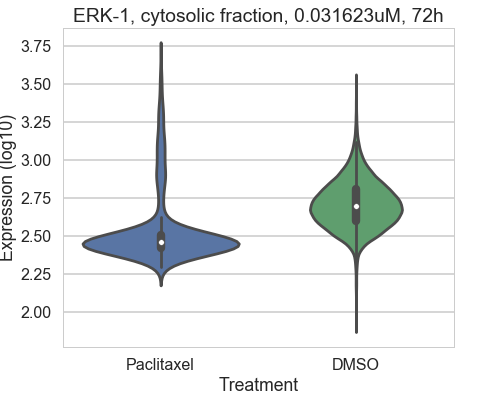 ERK-1, cytosolic fraction, 0.031623uM, 72h
Expression (log10)
3.75
3.50
3.25
3.00
2.75
2.50
2.25
2.00
Paclitaxel
DMSO
Treatment